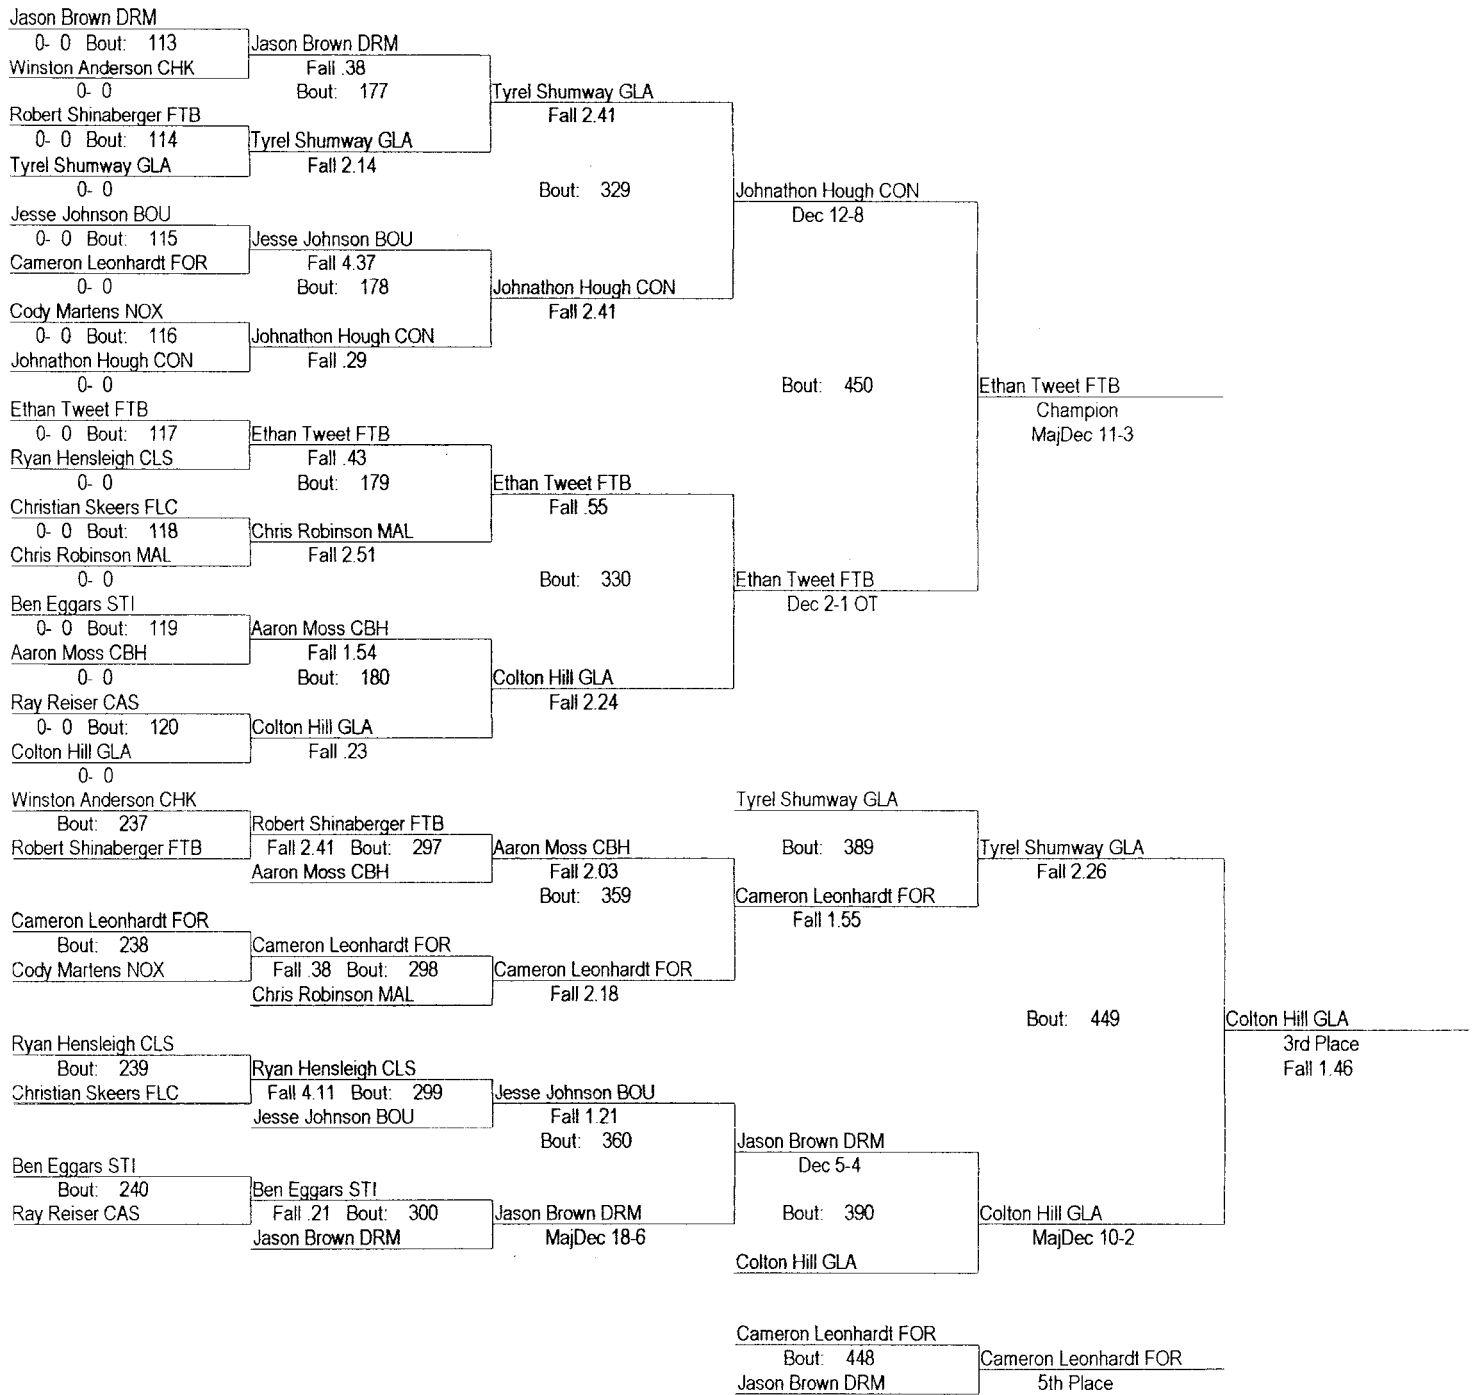 Jason Brown DRM
0- 0 Bout: 113
Winston Anderson CHK
0- 0
Robert Shinaberger FTB
0- 0 Bout: 114
Tyrel Shumway GLA
0- 0
Jesse Johnson BOU
0- 0 Bout: 115
Cameron Leonhardt FOR
0- 0
Cody Martens NOX
0- 0 Bout: 116
Johnathon Hough CON
0- 0
Ethan Tweet FTB
0- 0 Bout: 117
Ryan Hensleigh CLS
0- 0
Christian Skeers FLC
0- 0 Bout: 118
Chris Robinson MAL
0- 0
Ben Eggars STI
0- 0 Bout: 119
Aaron Moss CBH
0- 0
Ray Reiser CAS
0- 0 Bout: 120
Colton Hill GLA
0- 0
Jason Brown DRM
Fall .38
Bout: 177
Tyrel Shumway GLA
Fall 2.14
Jesse Johnson BOU
Fall 4.37
Bout: 178
Johnathon Hough CON
Fall .29
Ethan Tweet FTB
Fall .43
Bout: 179
Chris Robinson MAL
Fall 2.51
Aaron Moss CBH
Fall 1.54
Bout: 180
Colton Hill GLA
Fall .23
Tyrel Shumway GLA
Fall 2.41
Bout: 329
Johnathon Hough CON
Fall 2.41
Ethan Tweet FTB
Fall .55
Bout: 330
Colton Hill GLA
Fall 2.24
Johnathon Hough CON
Dec 12-8
Bout: 450
Ethan Tweet FTB
Dec 2-1 OT
Ethan Tweet FTB
Champion
MajDec 11-3
Winston Anderson CHK
Bout: 237
Robert Shinaberger FTB
Cameron Leonhardt FOR
Bout: 238
Cody Martens NOX
Ryan Hensleigh CLS
Bout: 239
Christian Skeers FLC
Ben Eggars STI
Bout: 240
Ray Reiser CAS
Robert Shinaberger FTB
Fall 2.41 Bout: 297
Aaron Moss CBH
Cameron Leonhardt FOR
Fall .38 Bout: 298
Chris Robinson MAL
Ryan Hensleigh CLS
Fall 4.11 Bout: 299
Jesse Johnson BOU
Ben Eggars STI
Fall .21 Bout: 300
Jason Brown DRM
Aaron Moss CBH
Fall 2.03
Bout: 359
Cameron Leonhardt FOR
Fall 2.18
Jesse Johnson BOU
Fall 1.21
Bout: 360
Jason Brown DRM
MajDec 18-6
Tyrel Shumway GLA
Bout: 389
Cameron Leonhardt FOR
Fall 1.55
Jason Brown DRM
Dec 5-4
Bout: 390
Colton Hill GLA
Tyrel Shumway GLA
Fall 2.26
Bout: 449
Colton Hill GLA
MajDec 10-2
Colton Hill GLA
3rd Place
Fall 1.46
Cameron Leonhardt FOR
Bout: 448
Jason Brown DRM
Cameron Leonhardt FOR
5th Place